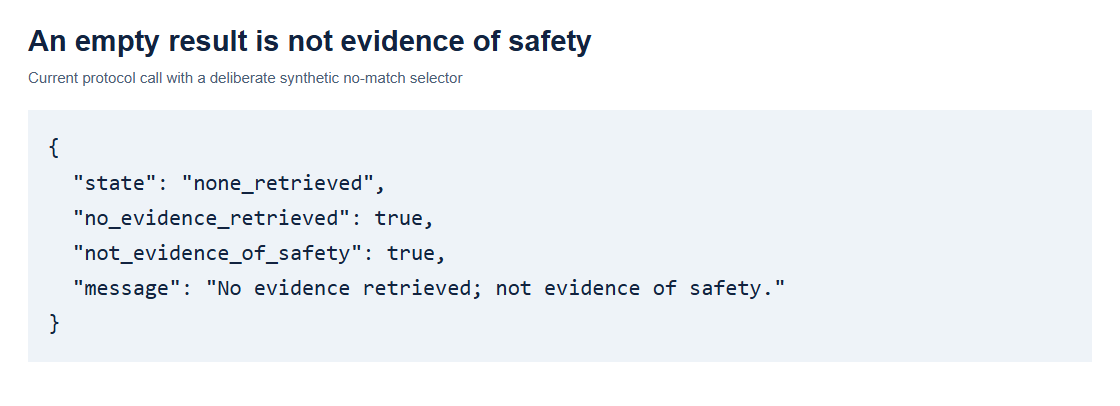 An empty result is not evidence of safety
Current protocol call with a deliberate synthetic no-match selector
{
  "state": "none_retrieved",
  "no_evidence_retrieved": true,
  "not_evidence_of_safety": true,
  "message": "No evidence retrieved; not evidence of safety."
}